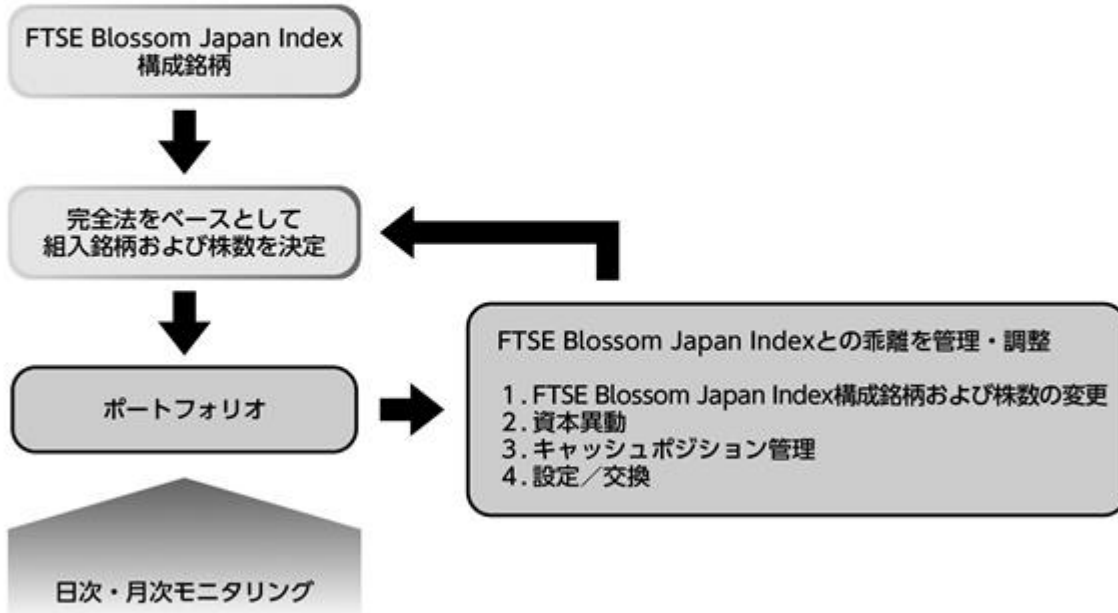 FTSE Blossom Japan Index
構成銘柄
完全法をベースとして
組入銘柄および株数を決定
ポートフォリオ
FTSE Blossom Japan Indexとの乖離を管理・調整
1.FTSE Blossom Japan Index構成銘柄および株数の変更
2.資本異動
3.キャッシュポジション管理
4.設定／交換
日次・月次モニタリング